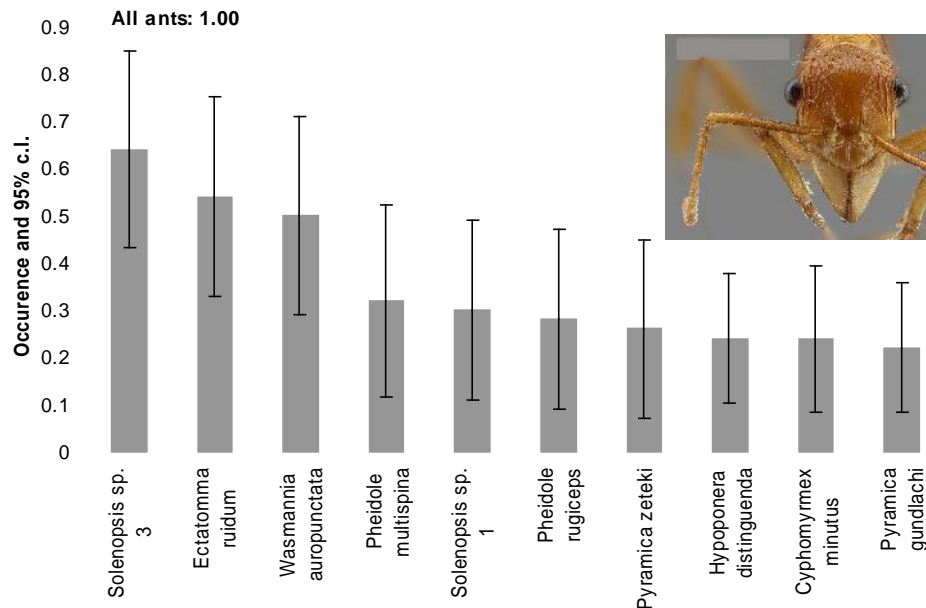 All ants: 1.00
Occurence and 95% c.l.
0.9
0.8
0.7
0.6
0.5
0.4
0.3
0.2
0.1
0
Solenopsis sp.
3
Ectatomma
ruidum
Wasmannia
auropunctata
Pheidole
multispina
Solenopsis sp.
1
Pheidole
rugiceps
Pyramica zeteki
Hypoponera
distinguenda
Cyphomyrmex
minutus
Pyramica
gundlachi